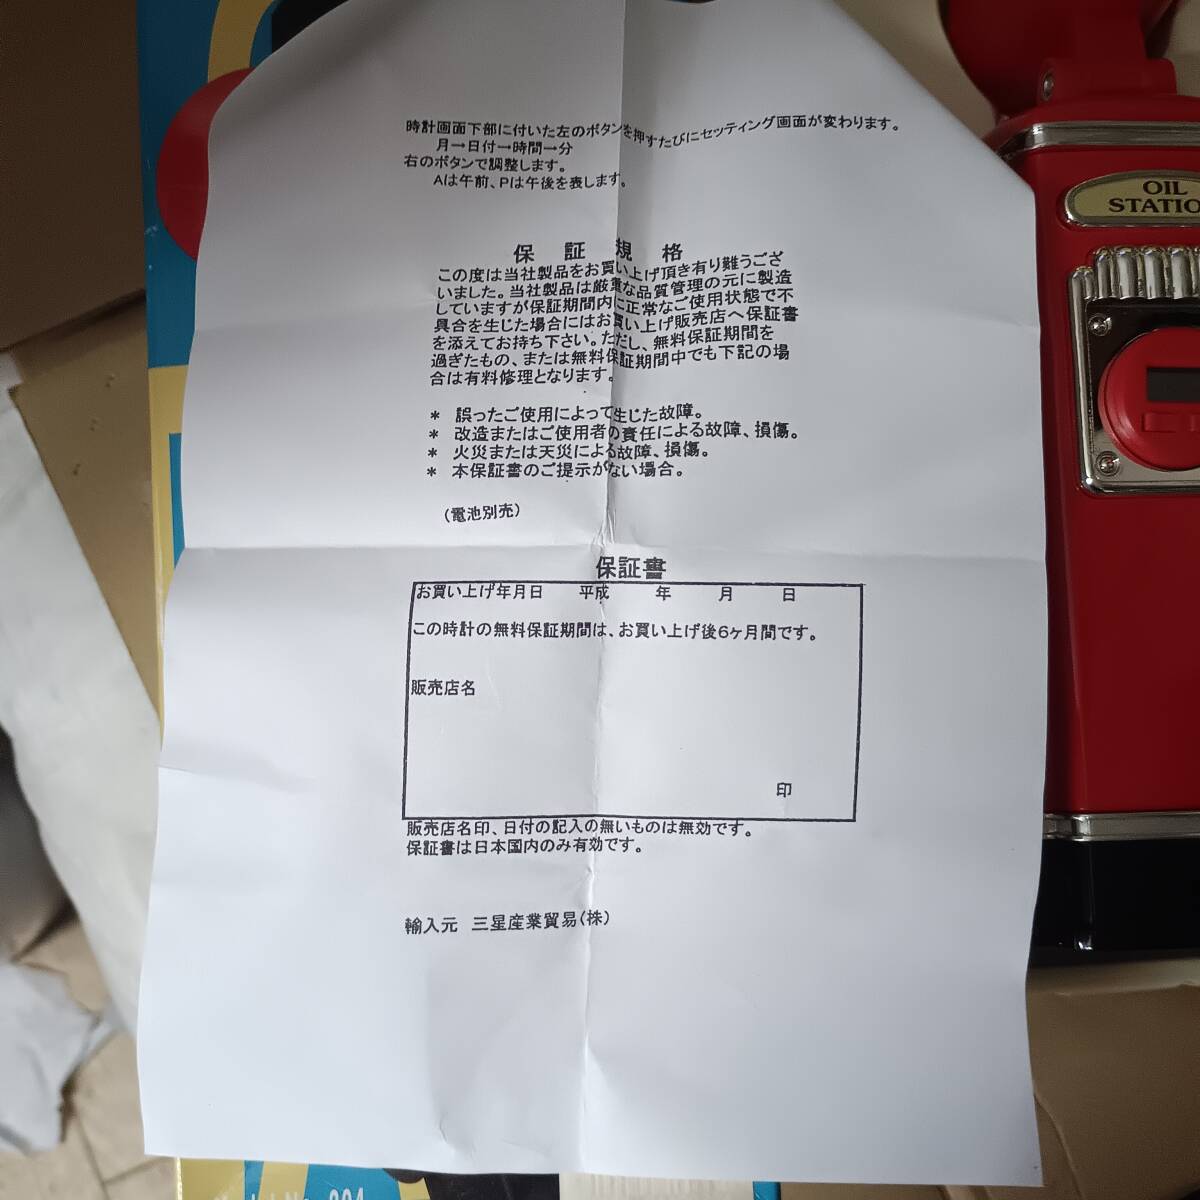 時計画面下部に付いた左のボタンを押すたびにセッティング画面が変わります。
月→日付→時間→分
右のボタンで調整します。
Aは午前、Pは午後を表します。
保証規格
この度は当社製品をお買い上げ頂き有り難うござ
いました。当社製品は厳重な品質管理の元に製造
していますが保証期間内に正常なご使用状態で不
具合を生じた場合にはお買い上げ販売店へ保証書
を添えてお持ち下さい。ただし、無料保証期間を
過ぎたもの、または無料保証期間中でも下記の場
合は有料修理となります。
* 誤ったご使用によって生じた故障。
* 改造またはご使用者の責任による故障、損傷。
* 火災または天災による故障、損傷。
* 本保証書のご提示がない場合。
(電池別売)
保証書
お買い上げ年月日 平成 年 月 日
この時計の無料保証期間は、お買い上げ後6ヶ月間です。
販売店名
印
販売店名印、日付の記入の無いものは無効です。
保証書は日本国内のみ有効です。
輸入元 三星産業貿易(株)
OIL
STATIO